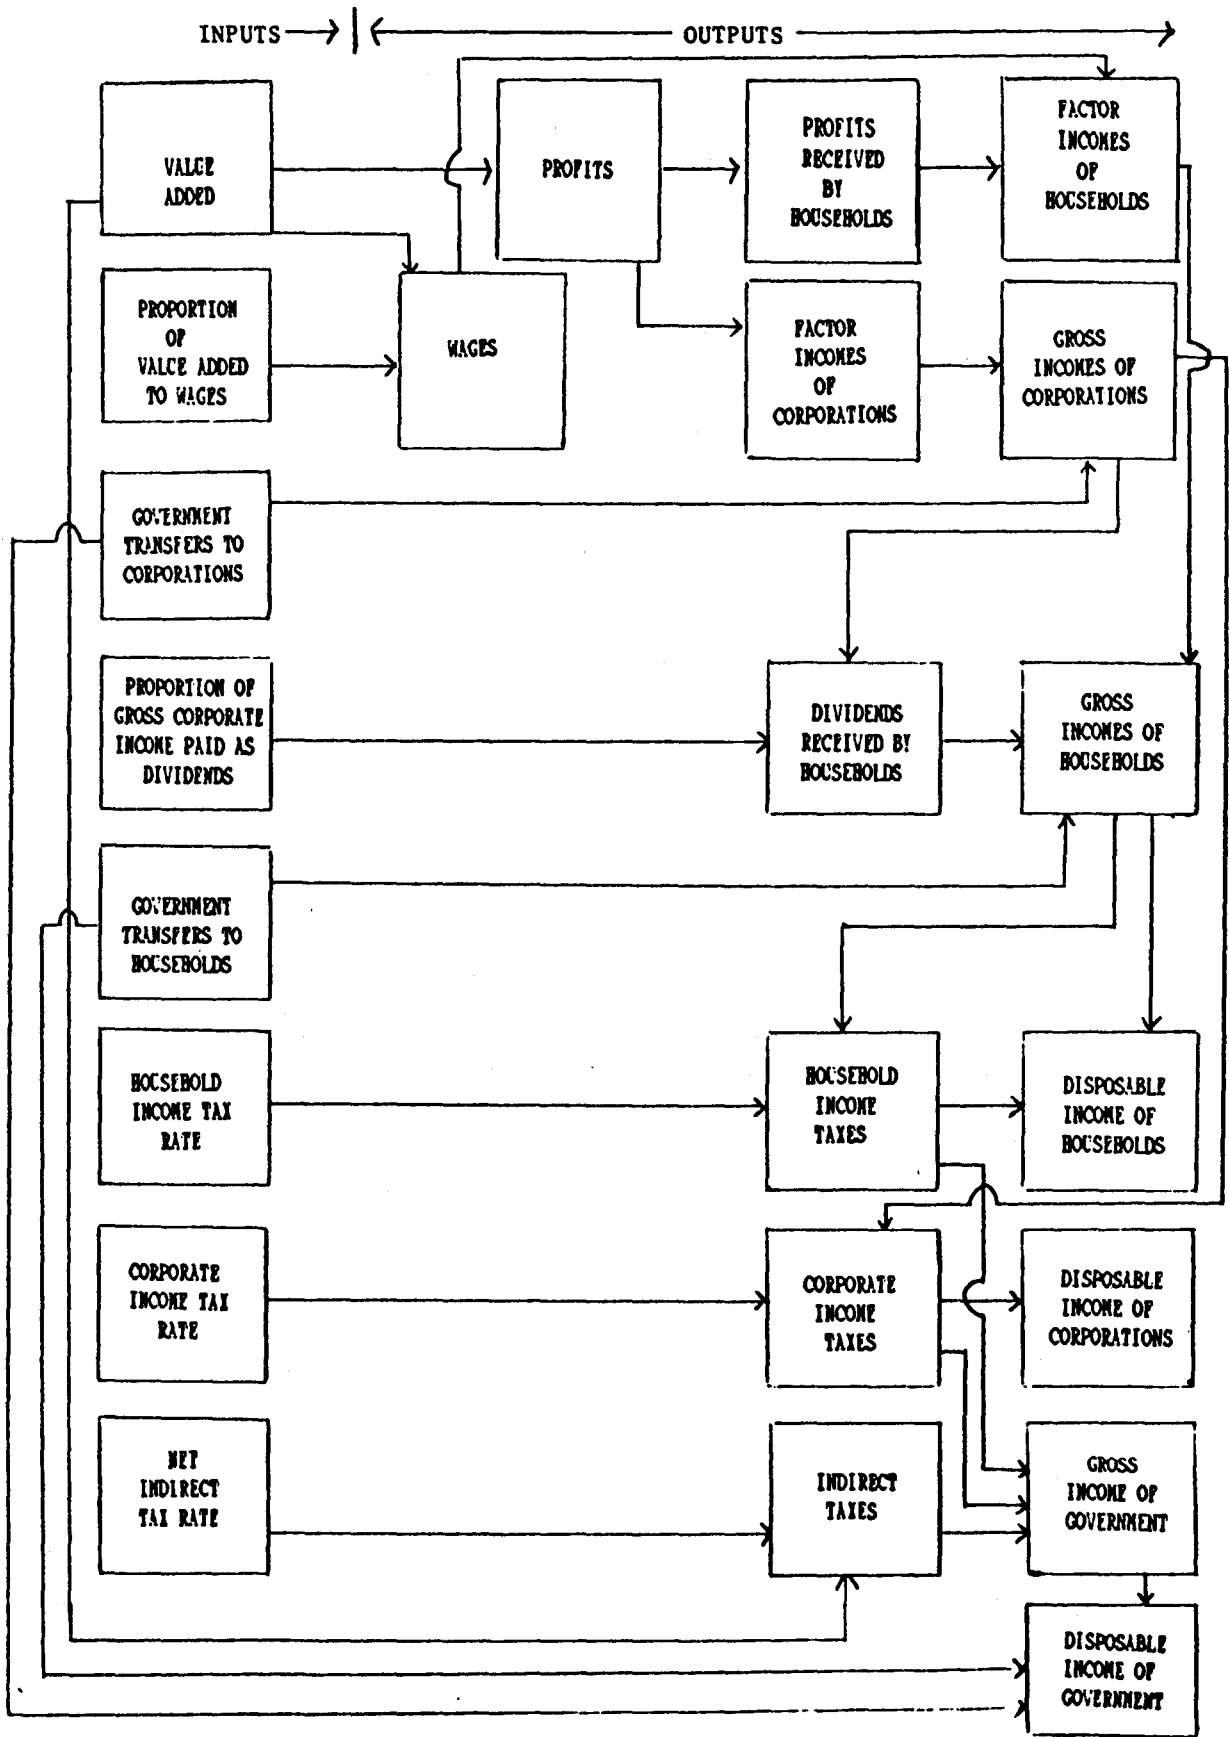 INPUTS
OUTPUTS
VALUE
ADDED
PROFITS
PROFITS
RECEIVED
BY
HOUSEHOLDS
FACTOR
INCOMES
OF
HOUSEHOLDS
PROPORTION
OF
VALUE ADDED
TO WAGES
WAGES
FACTOR
INCOMES
OF
CORPORATIONS
GROSS
INCOMES OF
CORPORATIONS
GOVERNMENT
TRANSFERS TO
CORPORATIONS
PROPORTION OF
GROSS CORPORATE
INCOME PAID AS
DIVIDENDS
DIVIDENDS
RECEIVED BY
HOUSEHOLDS
GROSS
INCOMES OF
HOUSEHOLDS
GOVERNMENT
TRANSFERS TO
HOUSEHOLDS
HOUSEHOLD
INCOME TAX
RATE
HOUSEHOLD
INCOME
TAXES
DISPOSABLE
INCOME OF
HOUSEHOLDS
CORPORATE
INCOME TAX
RATE
CORPORATE
INCOME
TAXES
DISPOSABLE
INCOME OF
CORPORATIONS
NET
INDIRECT
TAX RATE
INDIRECT
TAXES
GROSS
INCOME OF
GOVERNMENT
DISPOSABLE
INCOME OF
GOVERNMENT